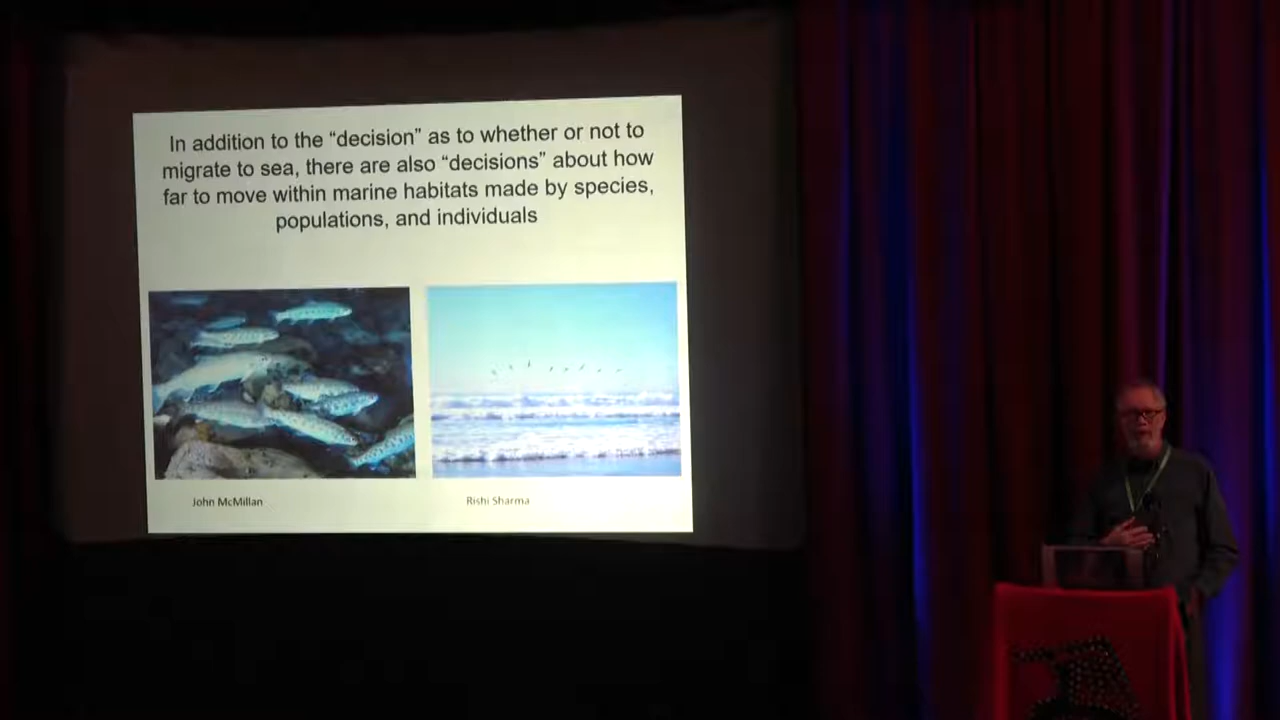 In addition to the “decision” as to whether or not to
migrate to sea, there are also “decisions” about how
far to move within marine habitats made by species,
populations, and individuals
John McMillan
Rishi Sharma